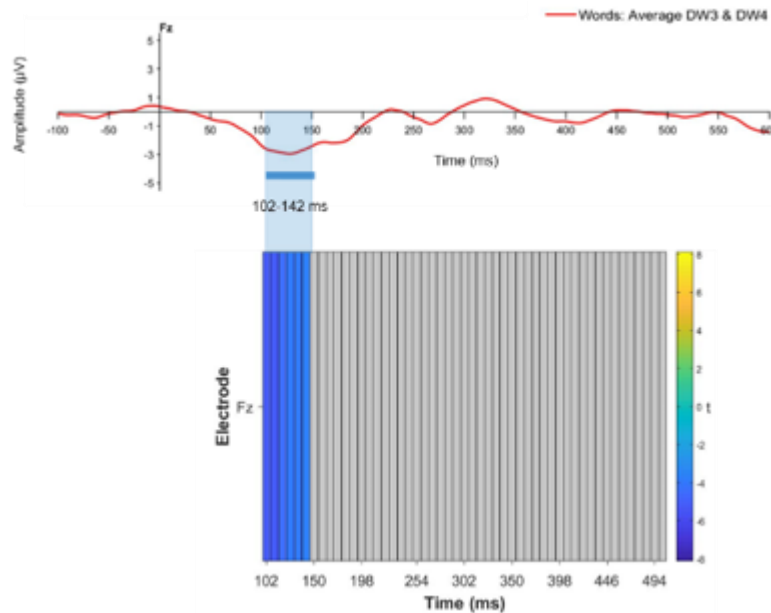 Words: Average DW3 & DW4
Fz
Amplitude (µV)
5
3
1
-1
-3
-5
-100 -50 50 100 150 200 250 300 350 400 450 500 550 60
Time (ms)
102-142 ms
Electrode
Fz
8
6
4
2
0 t
-2
-4
-6
-8
102 150 198 254 302 350 398 446 494
Time (ms)